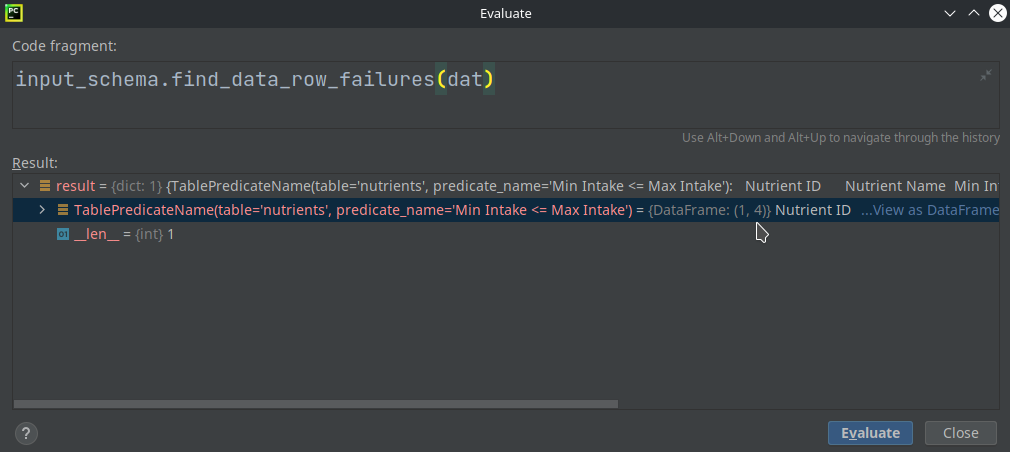 PC
Evaluate
Code fragment:
input_schema.find_data_row_failures(dat)
Use Alt+Down and Alt+Up to navigate through the history
Result:
result = {dict: 1} {TablePredicateName(table='nutrients', predicate_name='Min Intake <= Max Intake'): Nutrient ID Nutrient Name Min In
TablePredicateName(table='nutrients', predicate_name='Min Intake <= Max Intake') = {DataFrame: (1, 4)} Nutrient ID ...View as DataFrame
01 __len__ = {int} 1
?
Evaluate Close